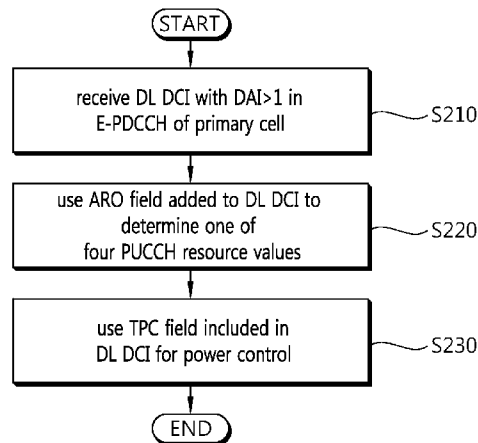 START
receive DL DCI with DAI>1 in
E-PDCCH of primary cell
S210
use ARO field added to DL DCI to
determine one of
four PUCCH resource values
S220
use TPC field included in
DL DCI for power control
S230
END